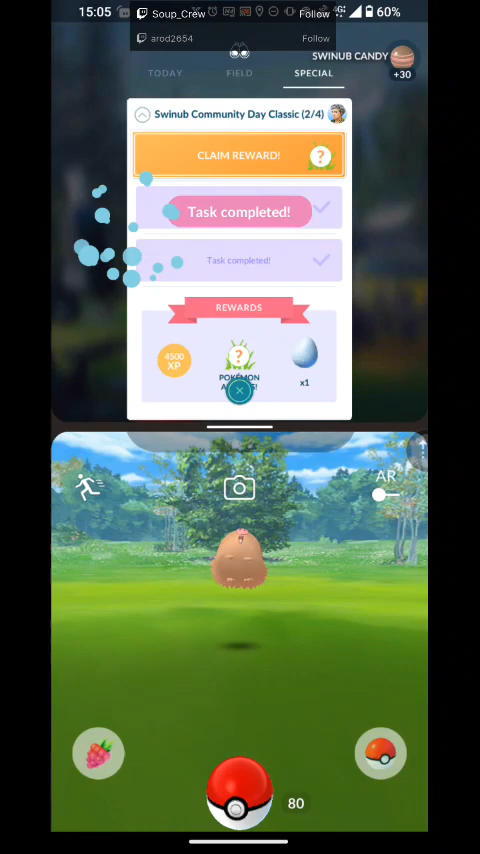 15:05
Soup_Crew
Follow
4G
60%
arod2654
Follow
SWINUB CANDY
+30
TODAY
FIELD
SPECIAL
Swinub Community Day Classic (2/4)
CLAIM REWARD!
?
Task completed!
Task completed!
REWARDS
4500
XP
?
POKÉMON
x1
AR
80